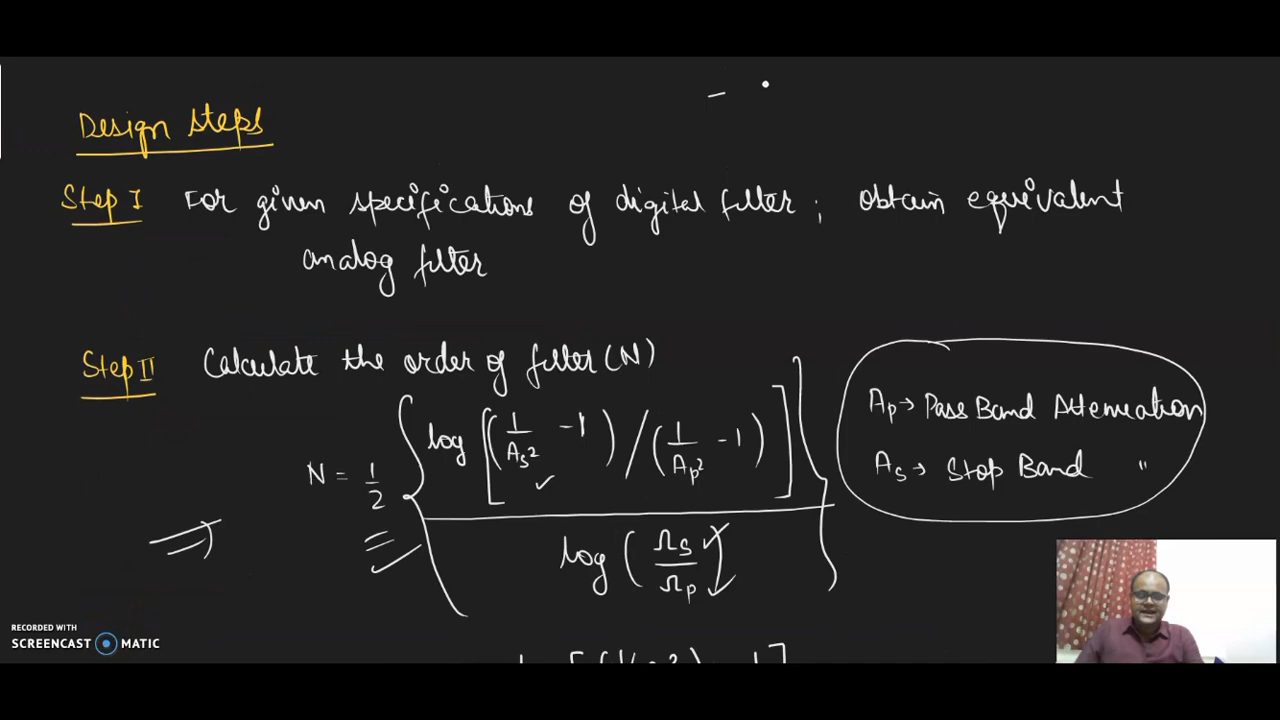 Design Steps
Step I For given specifications of digital filter; obtain equivalent
analog filter
Step II Calculate the order of filter (N)
N = 1/2 { log [ (1/As² - 1) / (1/Ap² - 1) ] / log (Ωs/Ωp) }
Ap → Pass Band Attenuation
As → Stop Band "
RECORDED WITH
SCREENCAST MATIC